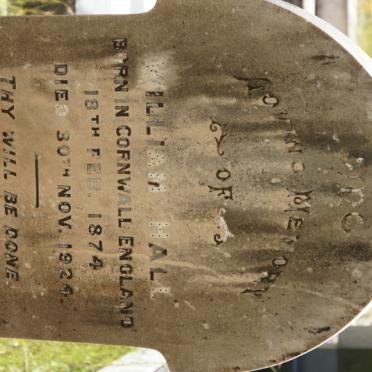 LOVING MEMORY
OF
WILLIAM HALL
BORN IN CORNWALL ENGLAND
18TH FEB. 1874
DIED 30TH NOV. 1924.
THY WILL BE DONE.